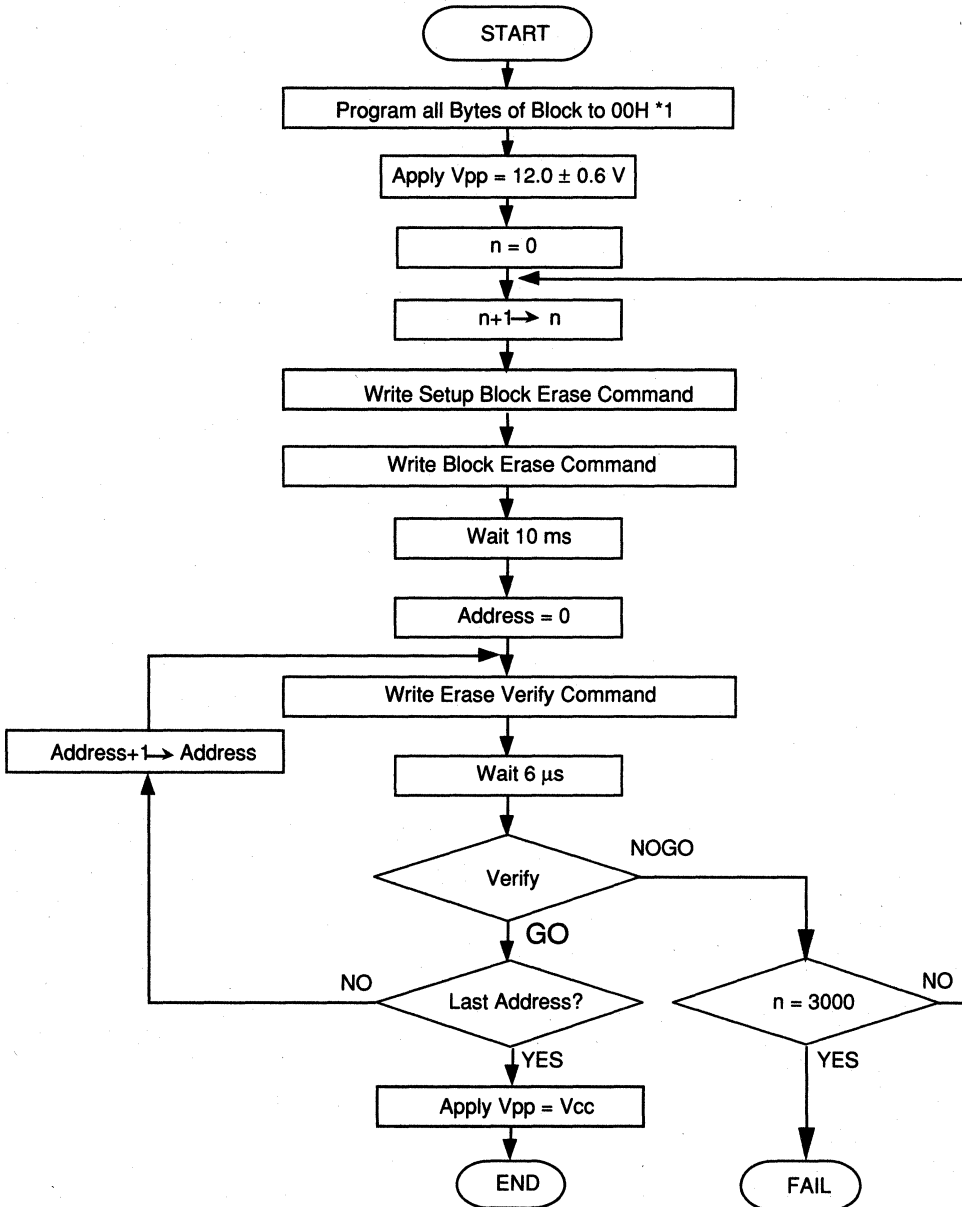 START
Program all Bytes of Block to 00H *1
Apply Vpp = 12.0 ± 0.6 V
n = 0
n+1→ n
Write Setup Block Erase Command
Write Block Erase Command
Wait 10 ms
Address = 0
Write Erase Verify Command
Address+1→ Address
Wait 6 µs
NOGO
Verify
GO
NO
Last Address?
n = 3000
NO
YES
YES
Apply Vpp = Vcc
END
FAIL